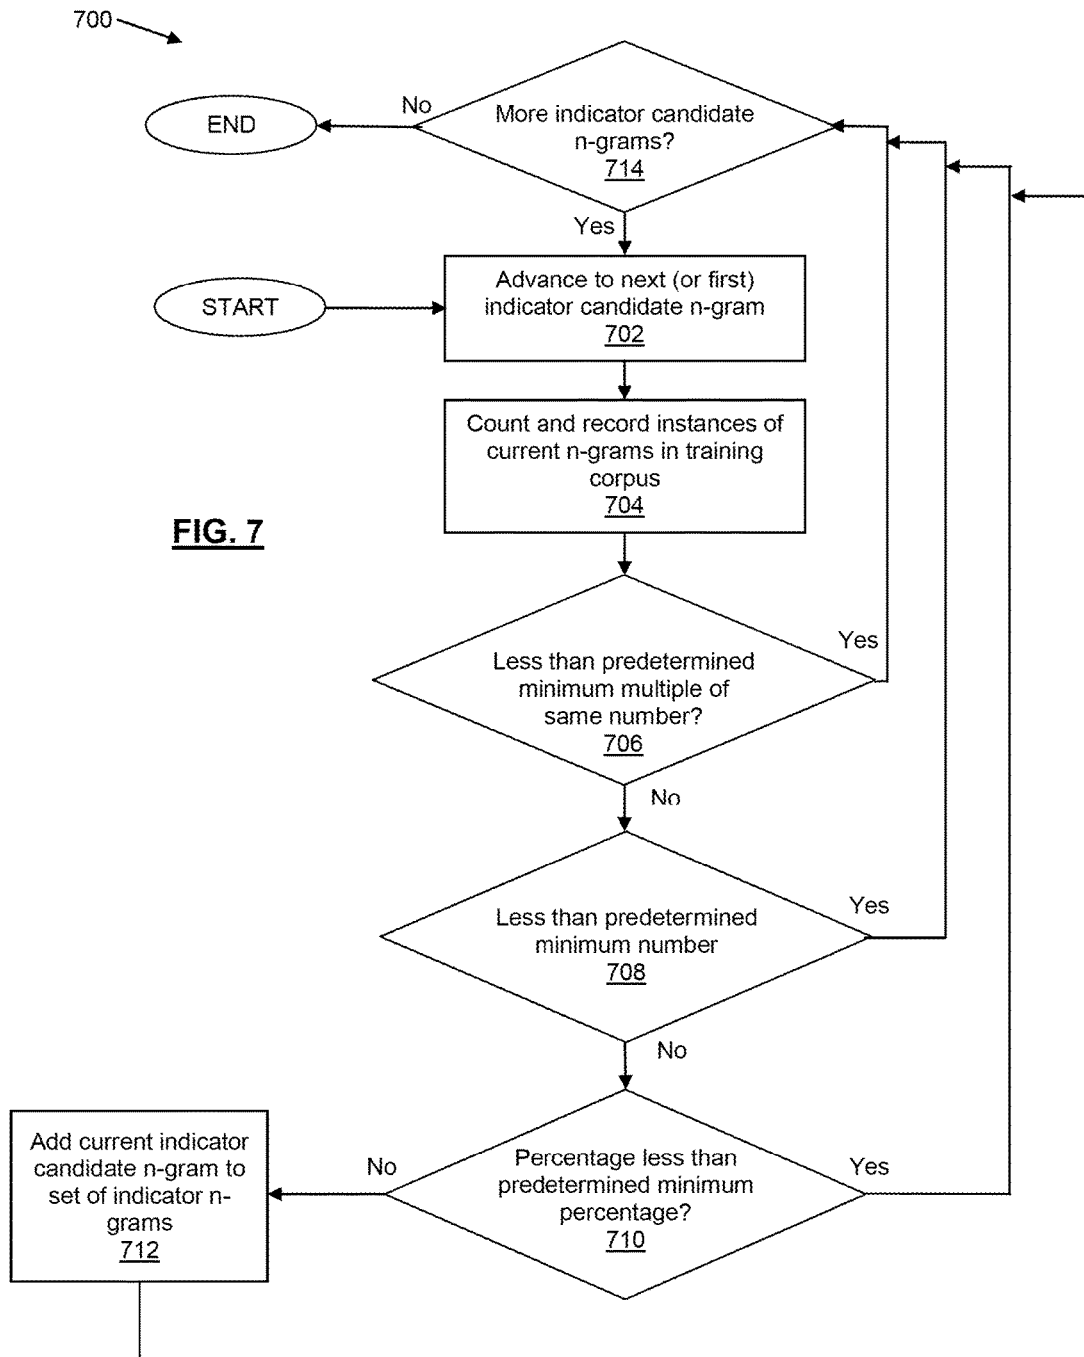 700
No
END
More indicator candidate
n-grams?
714
Yes
START
Advance to next (or first)
indicator candidate n-gram
702
Count and record instances of
current n-grams in training
corpus
704
FIG. 7
Yes
Less than predetermined
minimum multiple of
same number?
706
No
Yes
Less than predetermined
minimum number
708
No
Add current indicator
candidate n-gram to
set of indicator n-
grams
712
No
Percentage less than
predetermined minimum
percentage?
710
Yes